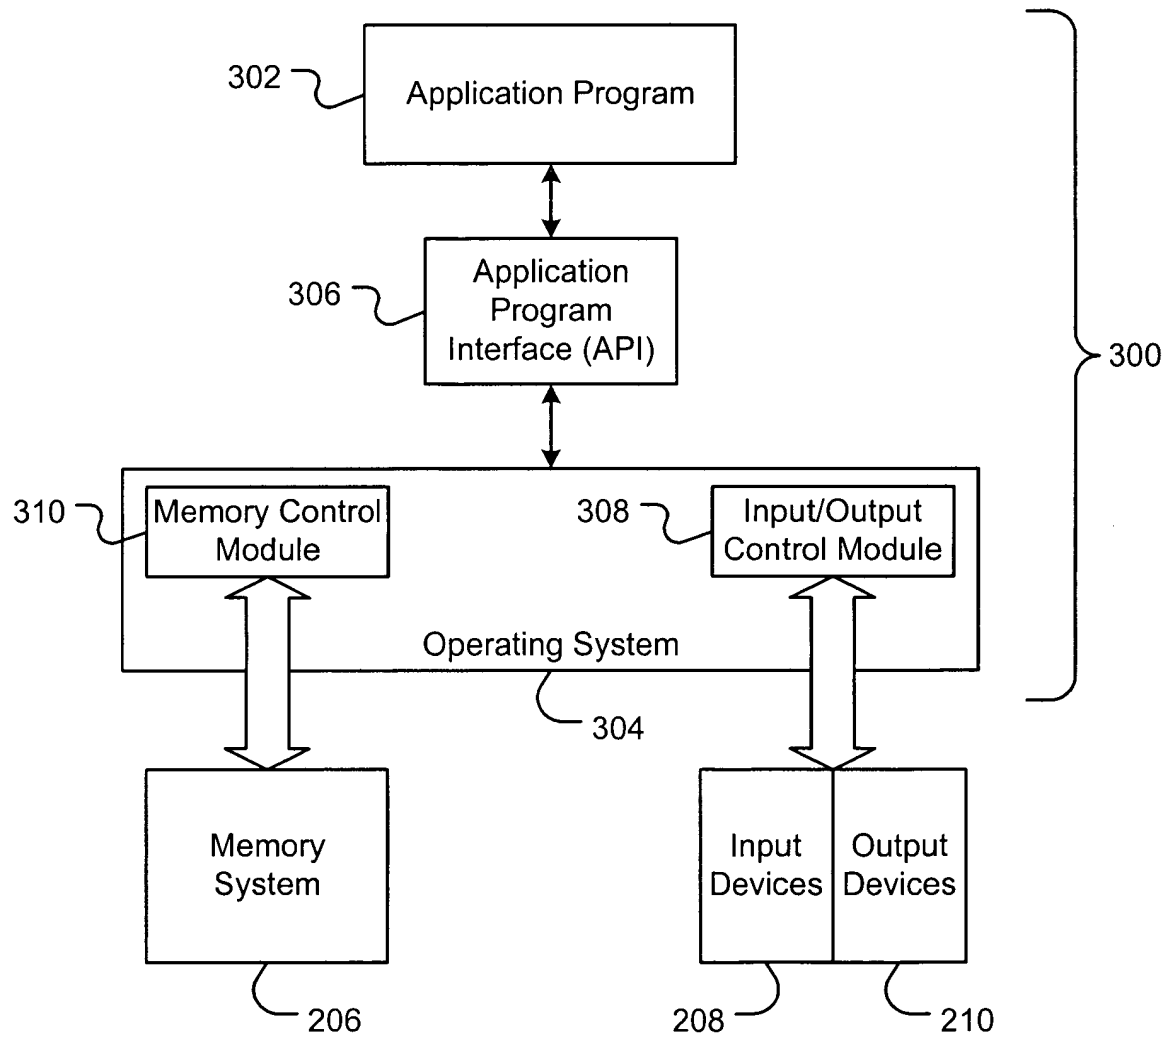 302
Application Program
306
Application
Program
Interface (API)
300
310
Memory Control
Module
308
Input/Output
Control Module
Operating System
304
Memory
System
Input
Devices
Output
Devices
206
208
210